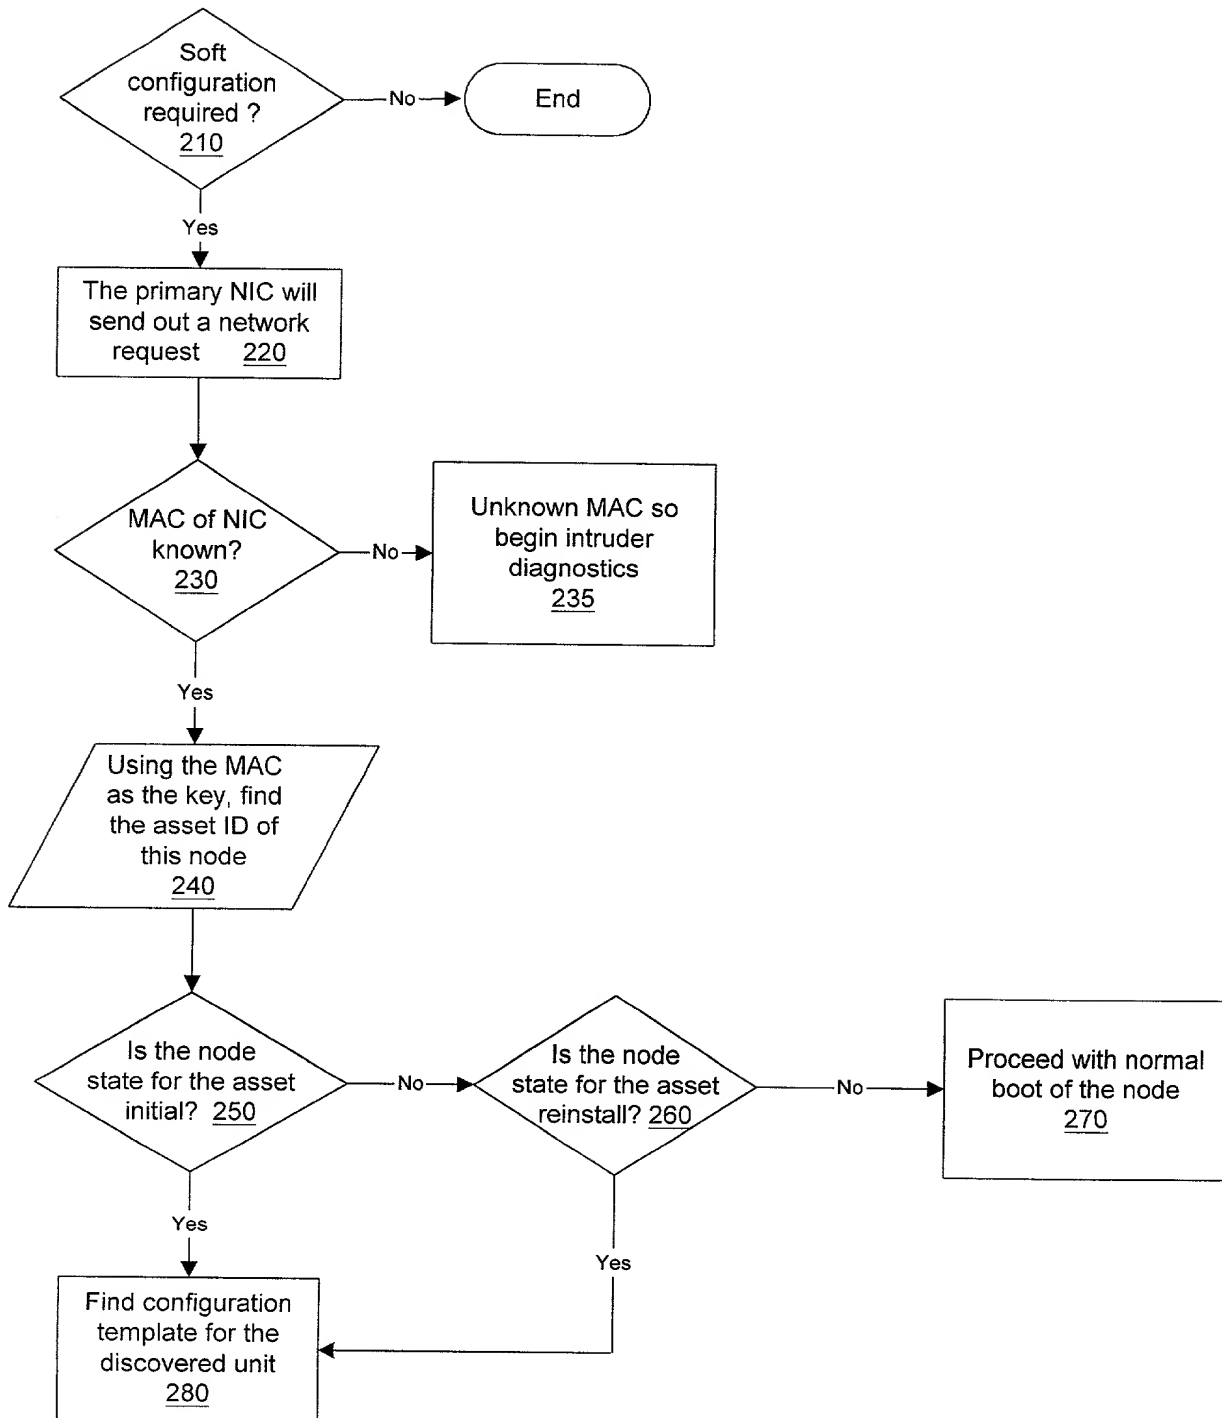 Soft
configuration
required ?
210
No
End
Yes
The primary NIC will
send out a network
request 220
MAC of NIC
known?
230
No
Unknown MAC so
begin intruder
diagnostics
235
Yes
Using the MAC
as the key, find
the asset ID of
this node
240
Is the node
state for the asset
initial? 250
No
Is the node
state for the asset
reinstall? 260
No
Proceed with normal
boot of the node
270
Yes
Yes
Find configuration
template for the
discovered unit
280